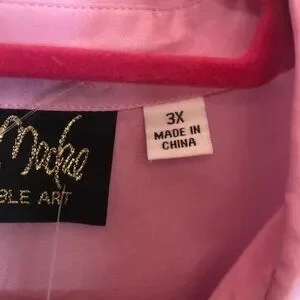 BLE ART
3X
MADE IN
CHINA